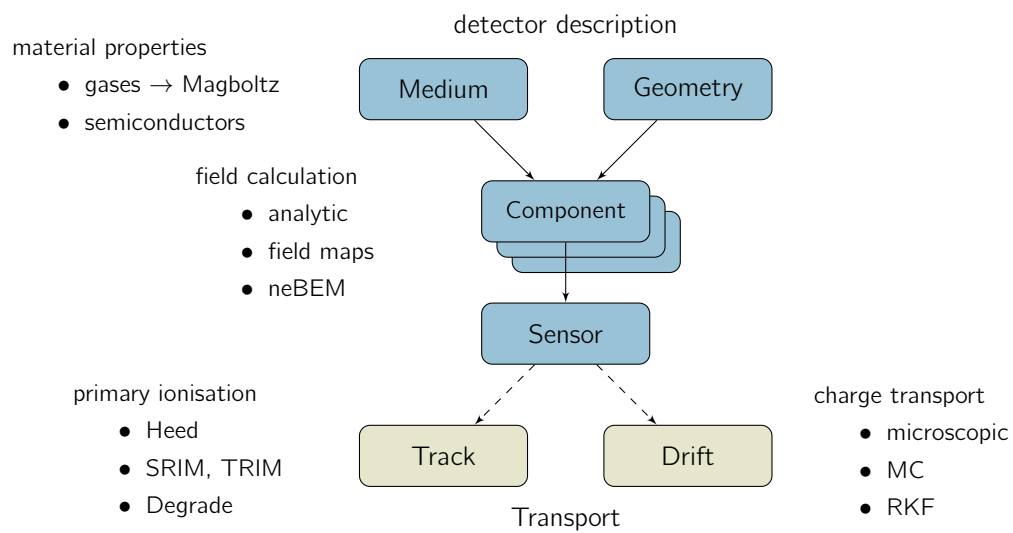 detector description
material properties
• gases → Magboltz
• semiconductors
Medium
Geometry
field calculation
• analytic
• field maps
• neBEM
Component
Sensor
primary ionisation
• Heed
• SRIM, TRIM
• Degrade
Track
Drift
charge transport
• microscopic
• MC
• RKF
Transport